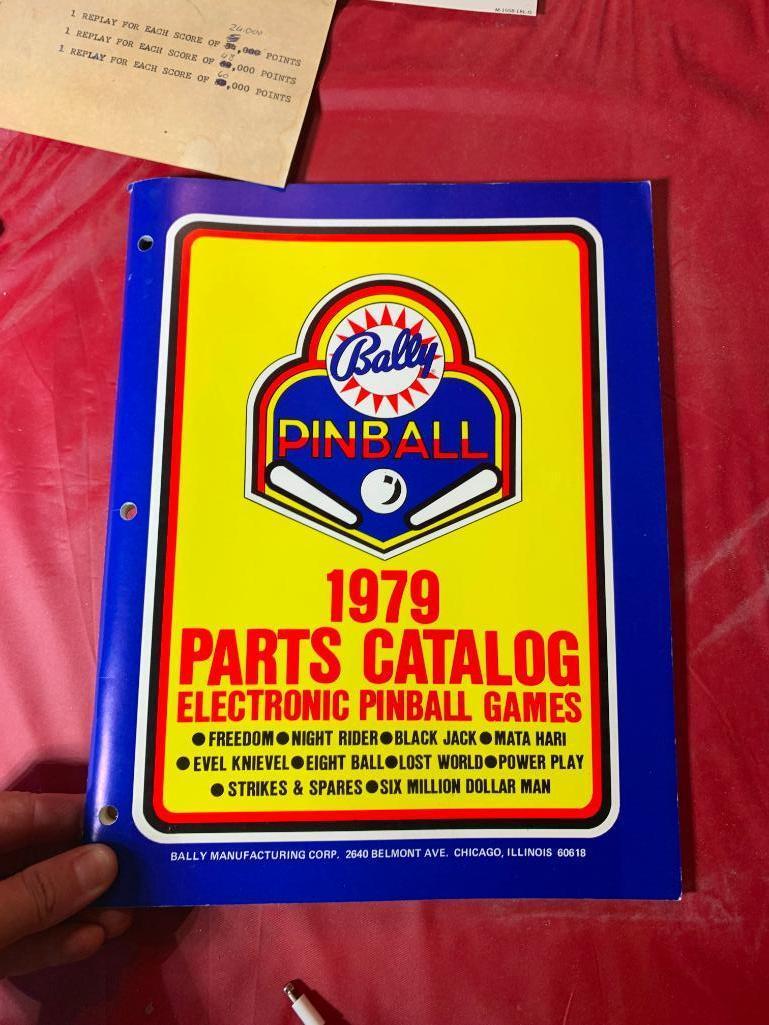 M-1508-181-G
24.000
1 REPLAY FOR EACH SCORE OF ,000 POINTS
48
1 REPLAY FOR EACH SCORE OF ,000 POINTS
60
1 REPLAY FOR EACH SCORE OF ,000 POINTS
Bally
PINBALL
1979
PARTS CATALOG
ELECTRONIC PINBALL GAMES
●FREEDOM●NIGHT RIDER●BLACK JACK●MATA HARI
●EVEL KNIEVEL●EIGHT BALL●LOST WORLD●POWER PLAY
●STRIKES & SPARES●SIX MILLION DOLLAR MAN
BALLY MANUFACTURING CORP. 2640 BELMONT AVE. CHICAGO, ILLINOIS 60618